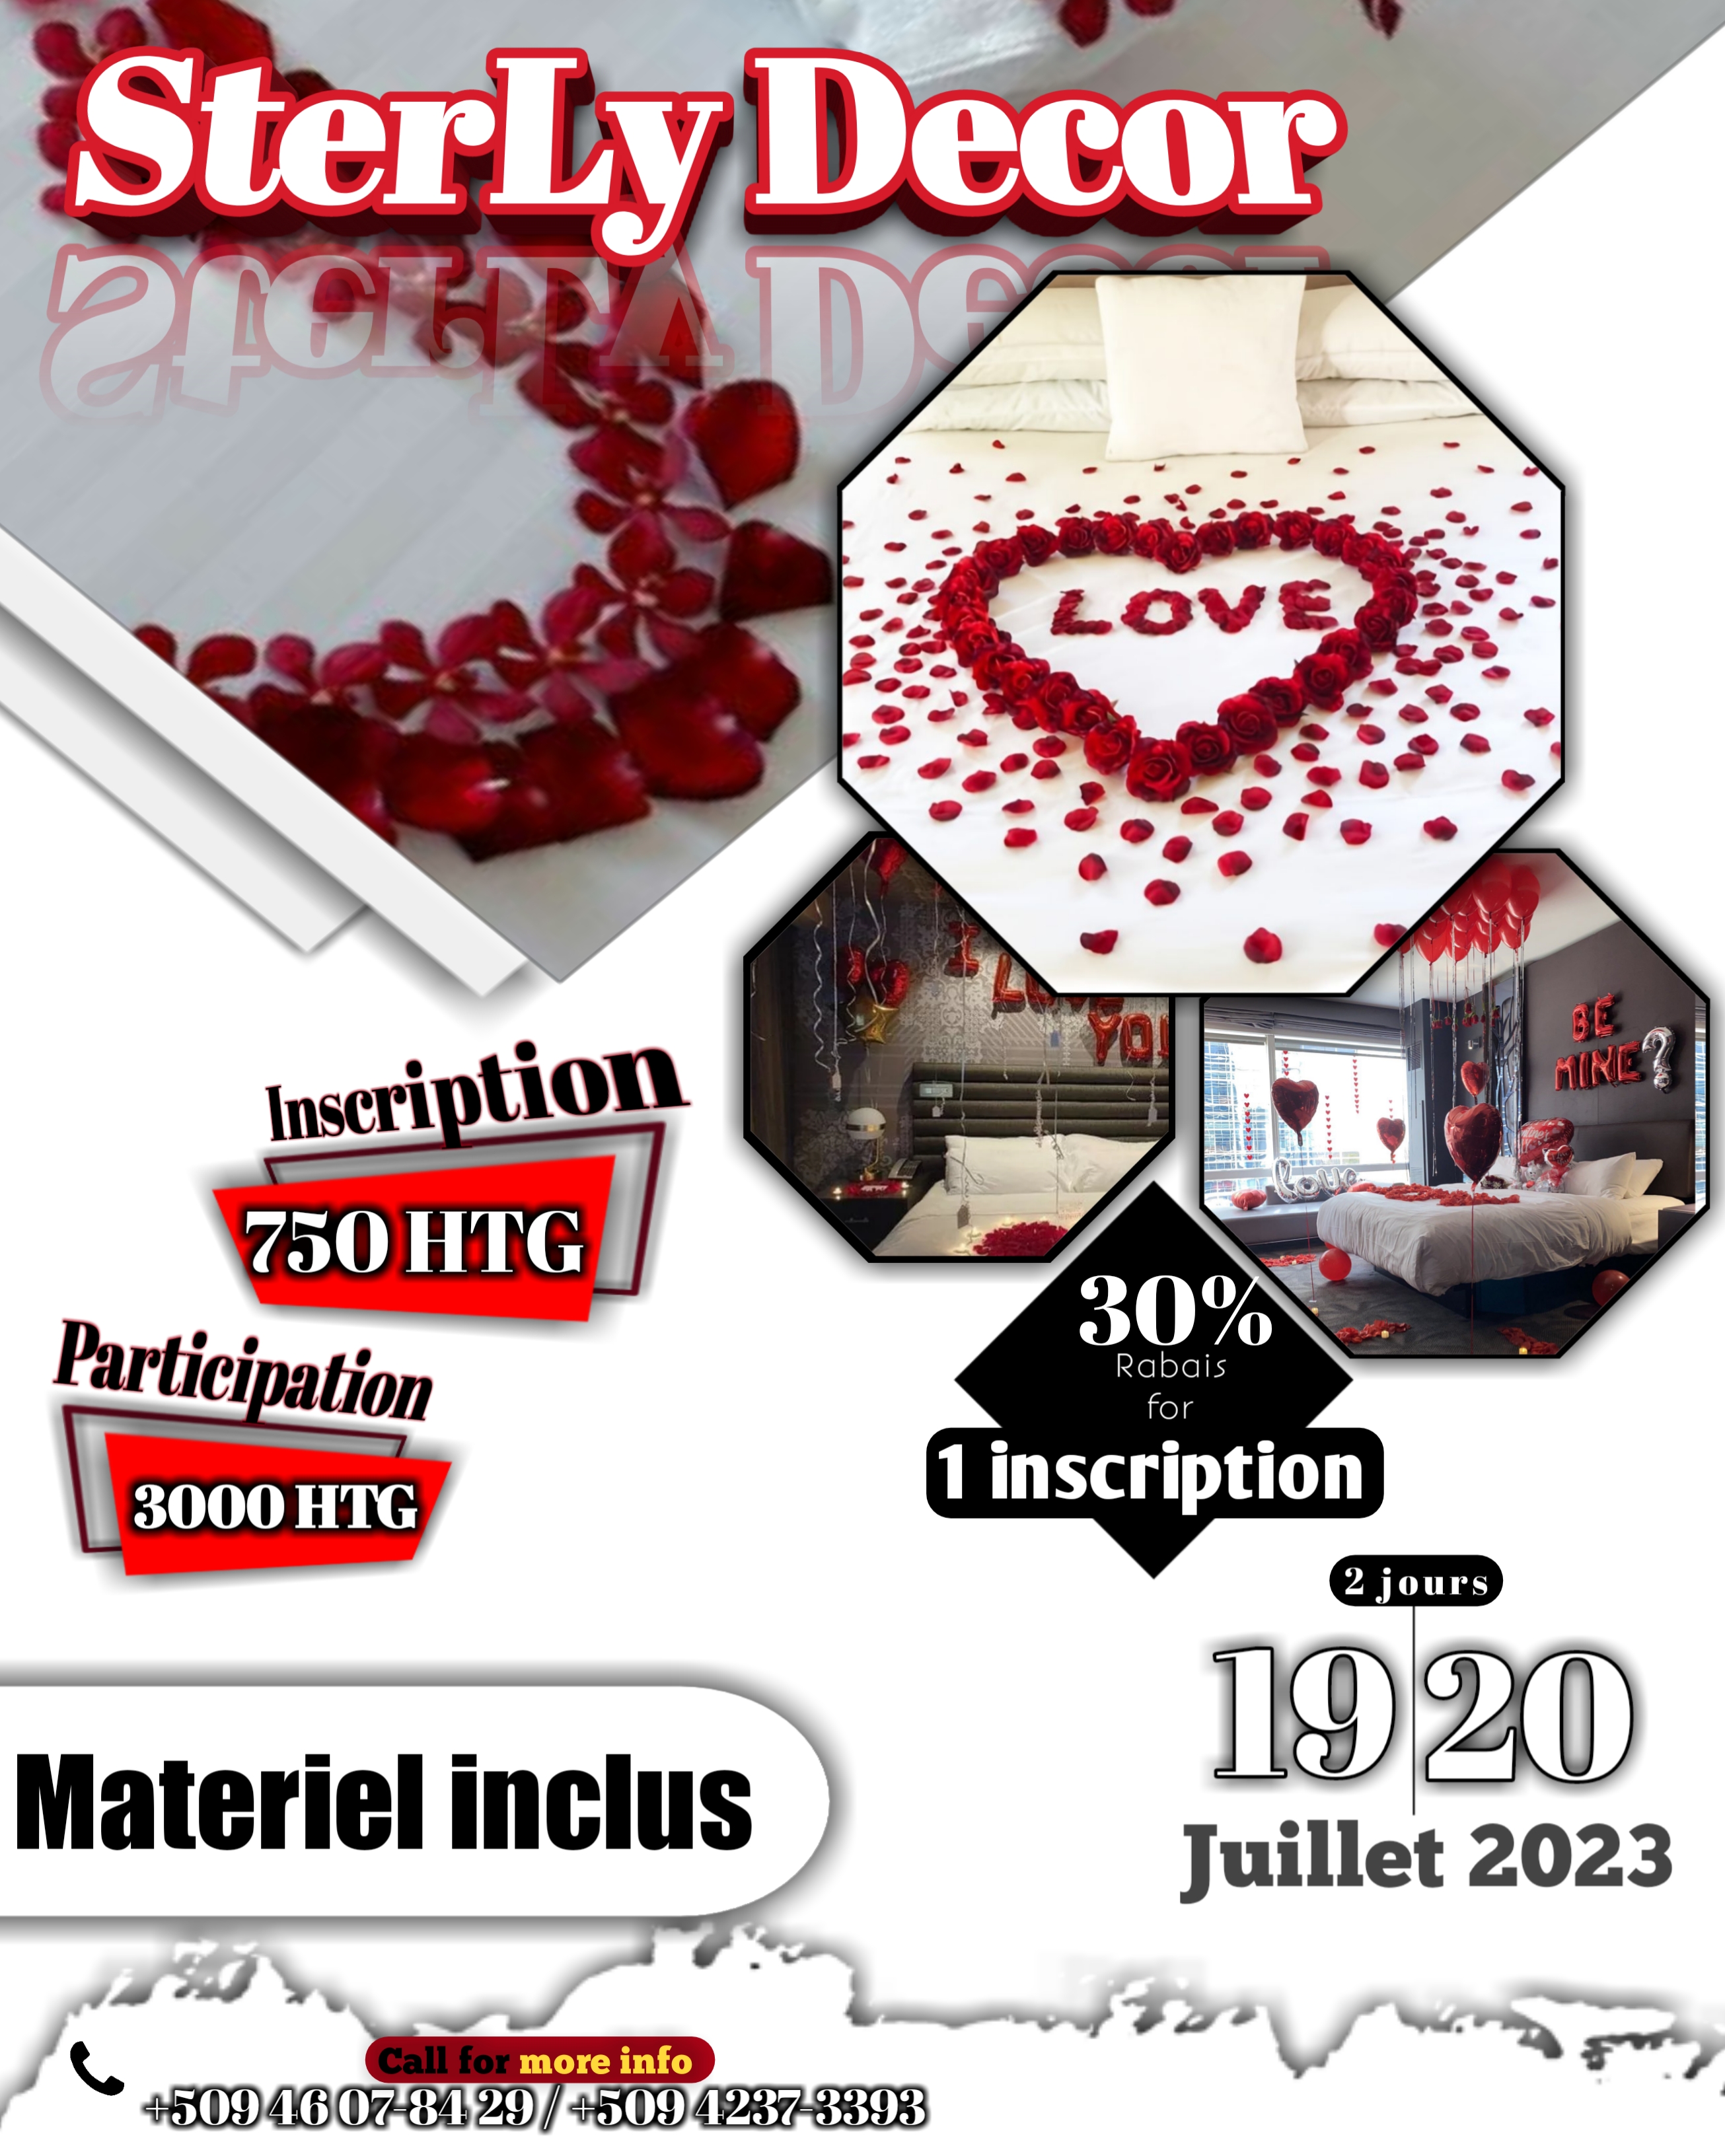 SterLy Decor
LOVE
I
LOVE
YOU
BE
MINE?
love
Inscription
750 HTG
Participation
3000 HTG
30%
Rabais
for
1 inscription
2 jours
19 20
Juillet 2023
Materiel inclus
Call for more info
+509 46 07-84 29 / +509 4237-3393